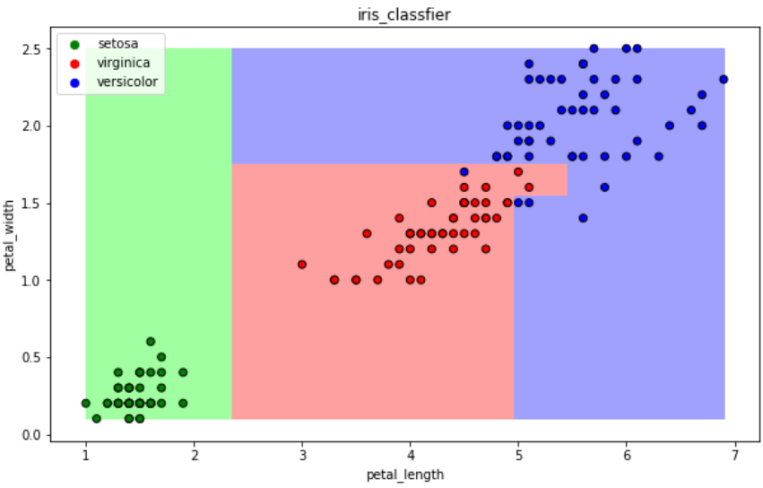 iris_classfier
setosa
virginica
versicolor
2.5
2.0
1.5
1.0
0.5
0.0
petal_width
1 2 3 4 5 6 7
petal_length